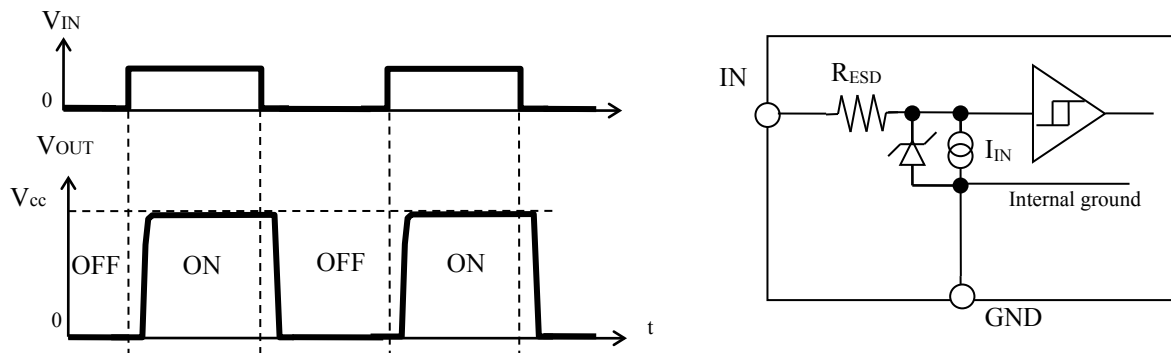 VIN
0
VOUT
Vcc
OFF ON OFF ON
0
t
IN
RESD
IIN
Internal ground
GND